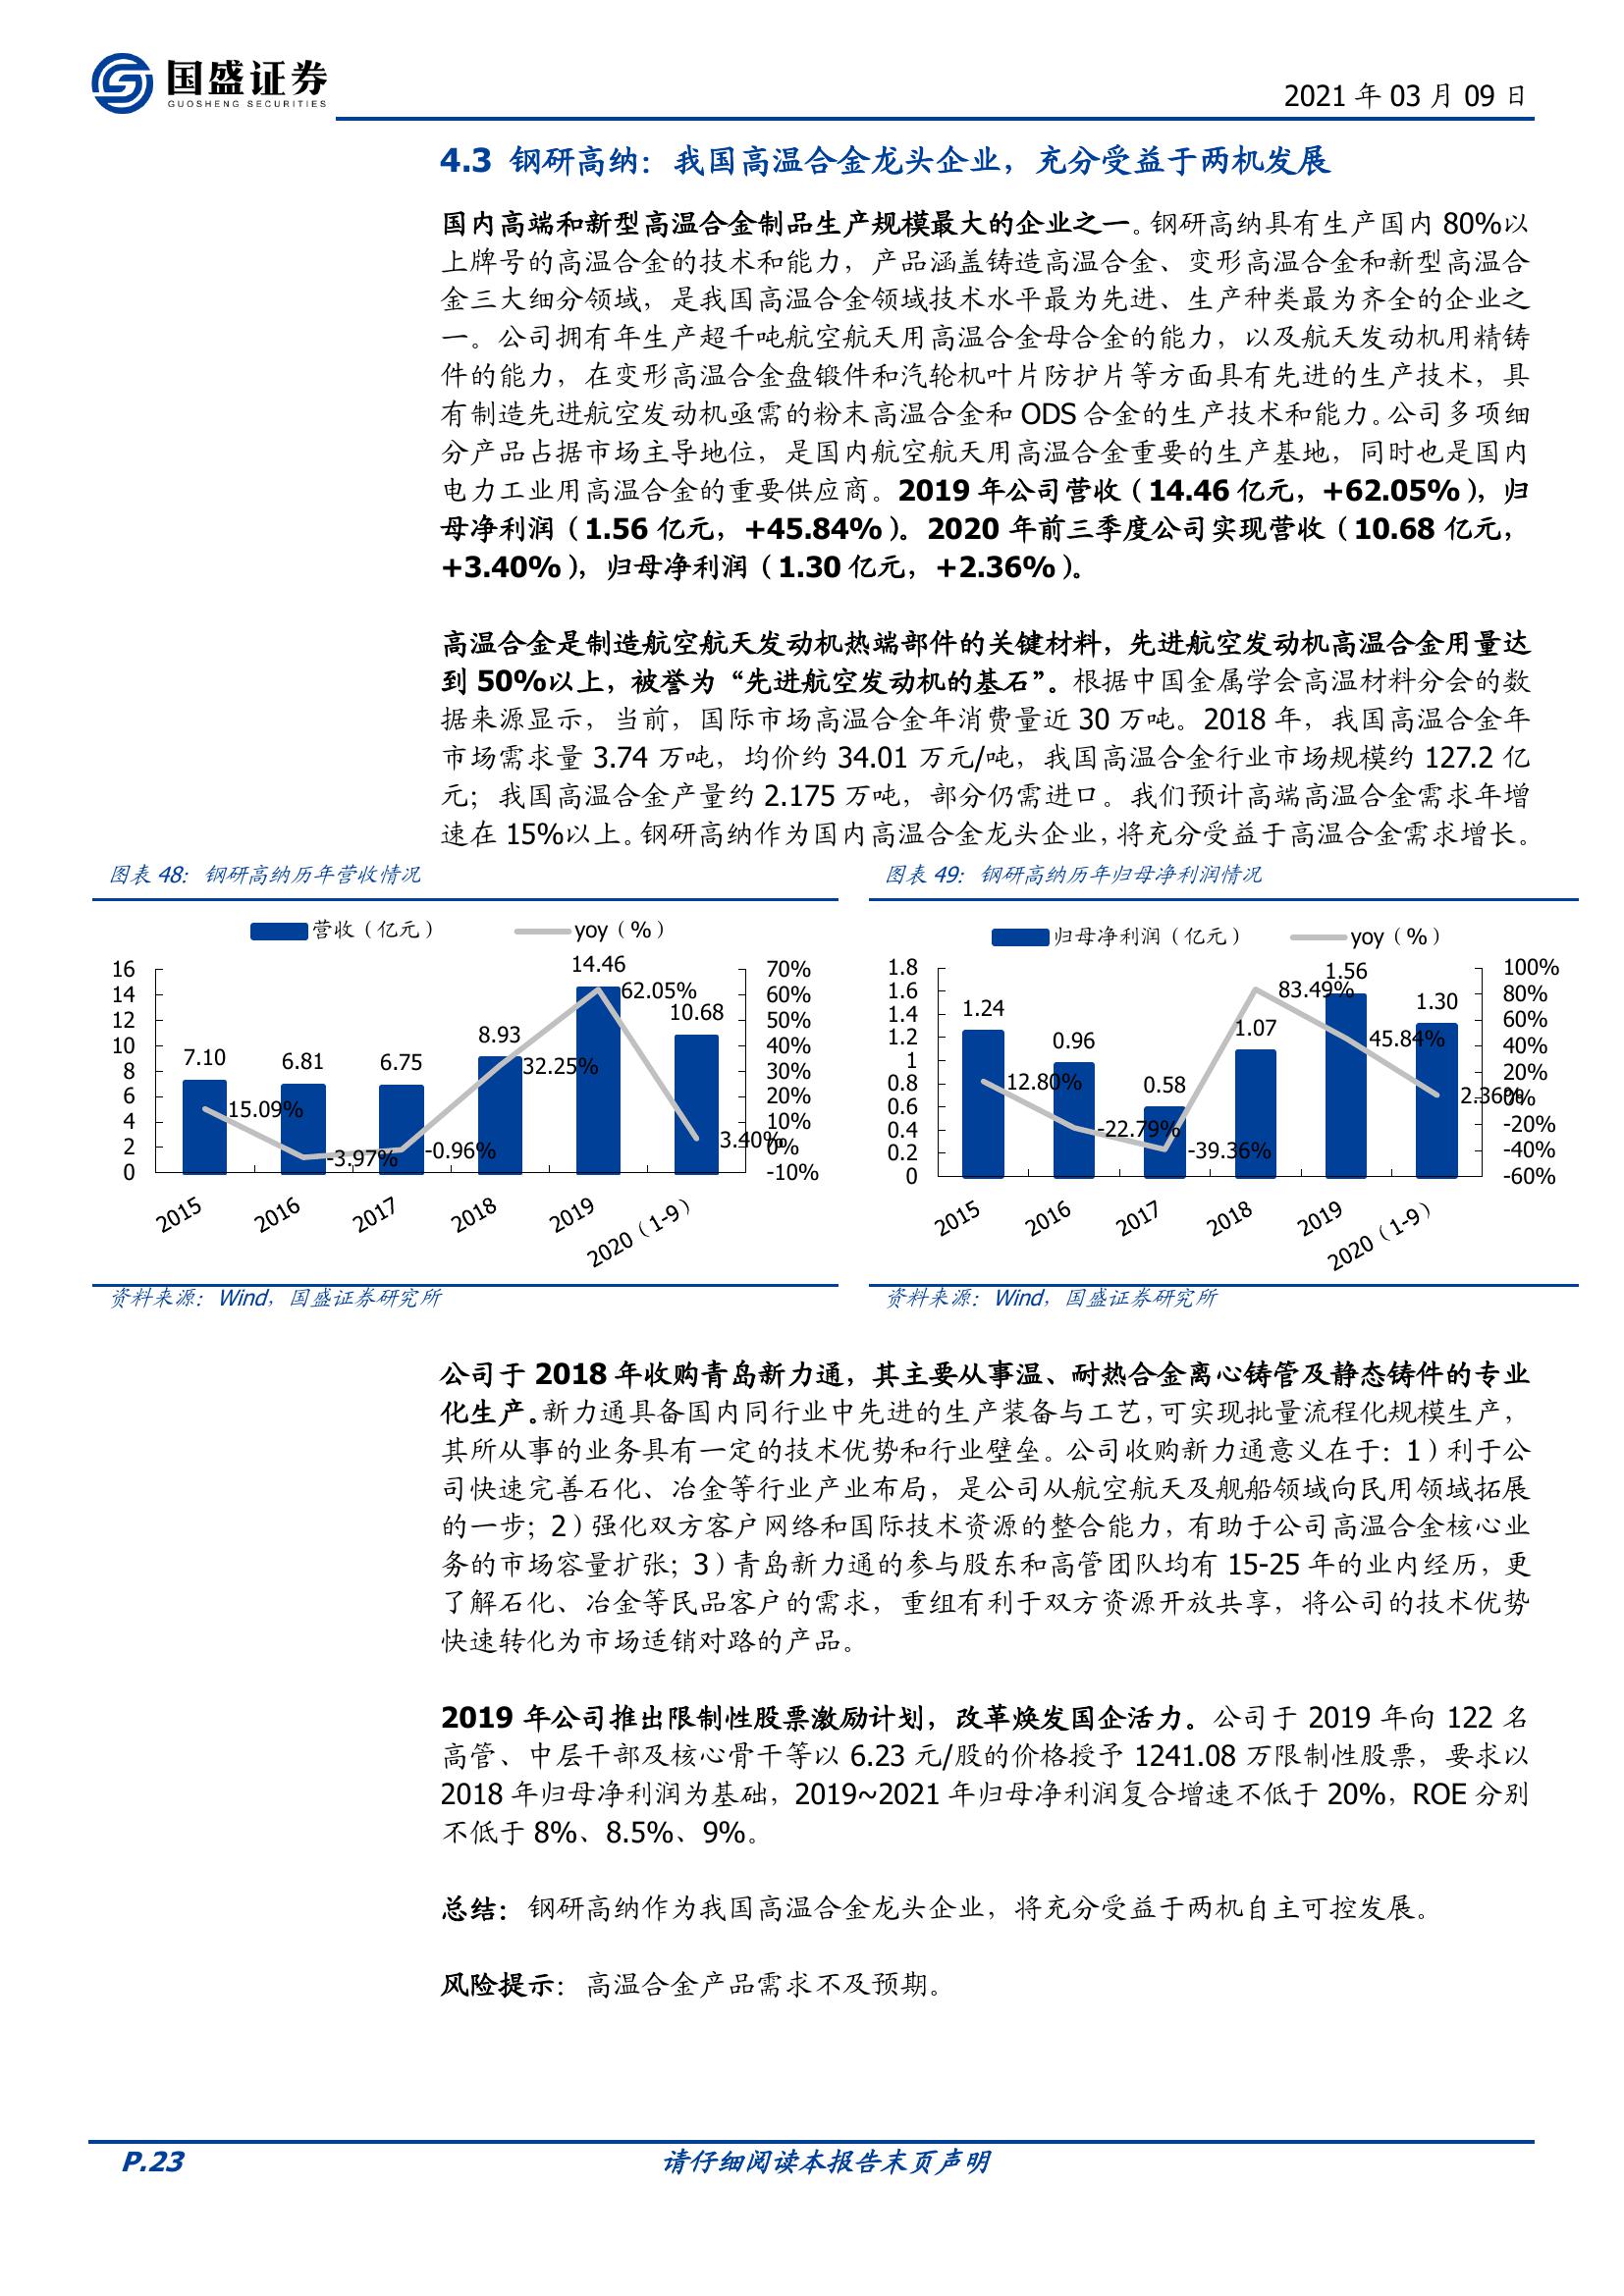 国盛证券
GUOSHENG SECURITIES
2021 年 03 月 09 日
4.3 钢研高纳：我国高温合金龙头企业，充分受益于两机发展
国内高端和新型高温合金制品生产规模最大的企业之一。钢研高纳具有生产国内 80%以
上牌号的高温合金的技术和能力，产品涵盖铸造高温合金、变形高温合金和新型高温合
金三大细分领域，是我国高温合金领域技术水平最为先进、生产种类最为齐全的企业之
一。公司拥有年生产超千吨航空航天用高温合金母合金的能力，以及航天发动机用精铸
件的能力，在变形高温合金盘锻件和汽轮机叶片防护片等方面具有先进的生产技术，具
有制造先进航空发动机亟需的粉末高温合金和 ODS 合金的生产技术和能力。公司多项细
分产品占据市场主导地位，是国内航空航天用高温合金重要的生产基地，同时也是国内
电力工业用高温合金的重要供应商。2019 年公司营收（14.46 亿元，+62.05%），归
母净利润（1.56 亿元，+45.84%）。2020 年前三季度公司实现营收（10.68 亿元，
+3.40%），归母净利润（1.30 亿元，+2.36%）。
高温合金是制造航空航天发动机热端部件的关键材料，先进航空发动机高温合金用量达
到 50%以上，被誉为“先进航空发动机的基石”。根据中国金属学会高温材料分会的数
据来源显示，当前，国际市场高温合金年消费量近 30 万吨。2018 年，我国高温合金年
市场需求量 3.74 万吨，均价约 34.01 万元/吨，我国高温合金行业市场规模约 127.2 亿
元；我国高温合金产量约 2.175 万吨，部分仍需进口。我们预计高端高温合金需求年增
速在 15%以上。钢研高纳作为国内高温合金龙头企业，将充分受益于高温合金需求增长。
图表 48：钢研高纳历年营收情况
营收（亿元）
yoy（%）
16
14
12
10
8
6
4
2
0
7.10
6.81
6.75
8.93
14.46
10.68
15.09%
-3.97%
-0.96%
32.25%
62.05%
3.40%
70%
60%
50%
40%
30%
20%
10%
0%
-10%
2015
2016
2017
2018
2019
2020（1-9）
资料来源：Wind，国盛证券研究所
图表 49：钢研高纳历年归母净利润情况
归母净利润（亿元）
yoy（%）
1.8
1.6
1.4
1.2
1
0.8
0.6
0.4
0.2
0
1.24
0.96
0.58
1.07
1.56
1.30
12.80%
-22.79%
-39.36%
83.49%
45.84%
2.36%
100%
80%
60%
40%
20%
0%
-20%
-40%
-60%
2015
2016
2017
2018
2019
2020（1-9）
资料来源：Wind，国盛证券研究所
公司于 2018 年收购青岛新力通，其主要从事温、耐热合金离心铸管及静态铸件的专业
化生产。新力通具备国内同行业中先进的生产装备与工艺，可实现批量流程化规模生产，
其所从事的业务具有一定的技术优势和行业壁垒。公司收购新力通意义在于：1）利于公
司快速完善石化、冶金等行业产业布局，是公司从航空航天及舰船领域向民用领域拓展
的一步；2）强化双方客户网络和国际技术资源的整合能力，有助于公司高温合金核心业
务的市场容量扩张；3）青岛新力通的参与股东和高管团队均有 15-25 年的业内经历，更
了解石化、冶金等民品客户的需求，重组有利于双方资源开放共享，将公司的技术优势
快速转化为市场适销对路的产品。
2019 年公司推出限制性股票激励计划，改革焕发国企活力。公司于 2019 年向 122 名
高管、中层干部及核心骨干等以 6.23 元/股的价格授予 1241.08 万限制性股票，要求以
2018 年归母净利润为基础，2019~2021 年归母净利润复合增速不低于 20%，ROE 分别
不低于 8%、8.5%、9%。
总结：钢研高纳作为我国高温合金龙头企业，将充分受益于两机自主可控发展。
风险提示：高温合金产品需求不及预期。
P.23
请仔细阅读本报告末页声明